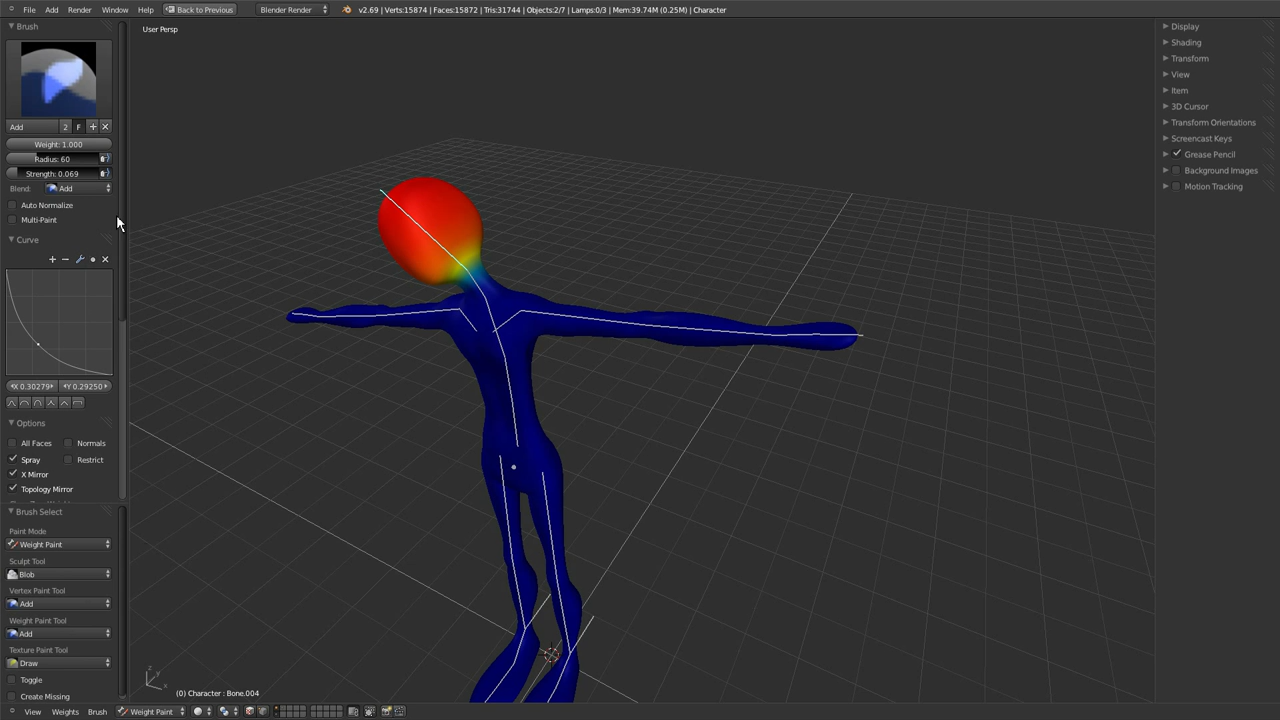 File Add Render Window Help Back to Previous Blender Render v2.69 | Verts:15874 | Faces:15872 | Tris:31744 | Objects:2/7 | Lamps:0/3 | Mem:39.74M (0.25M) | Character
Brush
Add 2 F
Weight: 1.000
Radius: 60
Strength: 0.069
Blend: Add
Auto Normalize
Multi-Paint
Curve
X 0.30279 Y 0.29250
Options
All Faces Normals
Spray Restrict
X Mirror
Topology Mirror
Brush Select
Paint Mode
Weight Paint
Sculpt Tool
Blob
Vertex Paint Tool
Add
Weight Paint Tool
Add
Texture Paint Tool
Draw
Toggle
Create Missing
User Persp
z
y
x
(0) Character : Bone.004
Display
Shading
Transform
View
Item
3D Cursor
Transform Orientations
Screencast Keys
Grease Pencil
Background Images
Motion Tracking
View Weights Brush Weight Paint